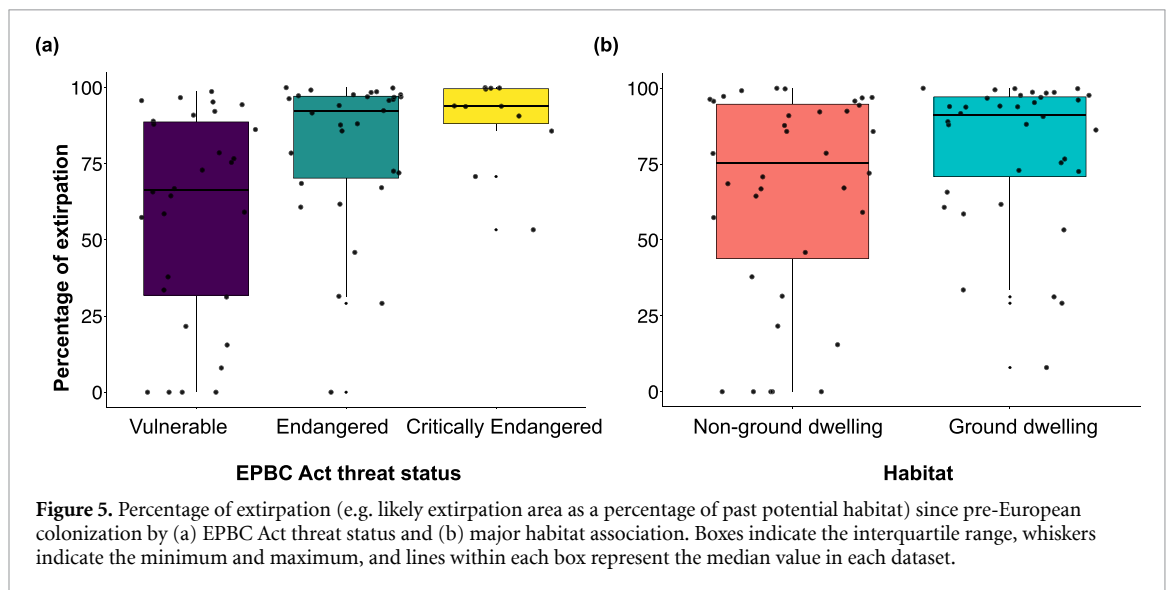 (a)
(b)
Percentage of extirpation
100
75
50
25
0
Vulnerable
Endangered
Critically Endangered
EPBC Act threat status
100
75
50
25
0
Non-ground dwelling
Ground dwelling
Habitat
Figure 5. Percentage of extirpation (e.g. likely extirpation area as a percentage of past potential habitat) since pre-European
colonization by (a) EPBC Act threat status and (b) major habitat association. Boxes indicate the interquartile range, whiskers
indicate the minimum and maximum, and lines within each box represent the median value in each dataset.